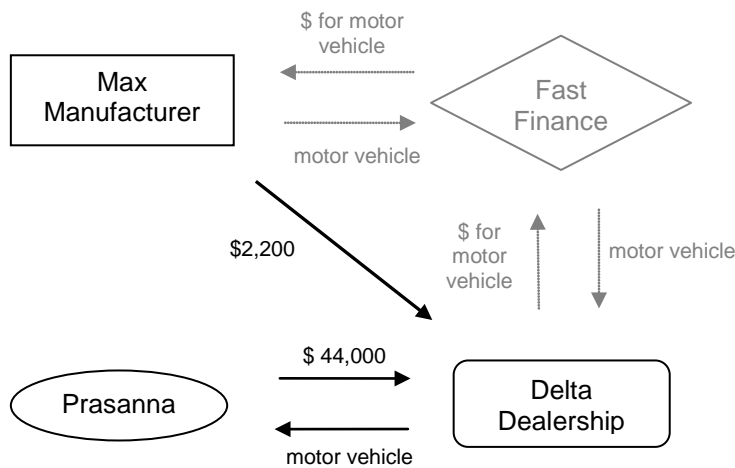 $ for motor
vehicle
Max
Manufacturer
Fast
Finance
motor vehicle
$2,200
$ for
motor
vehicle
motor vehicle
$ 44,000
Prasanna
Delta
Dealership
motor vehicle